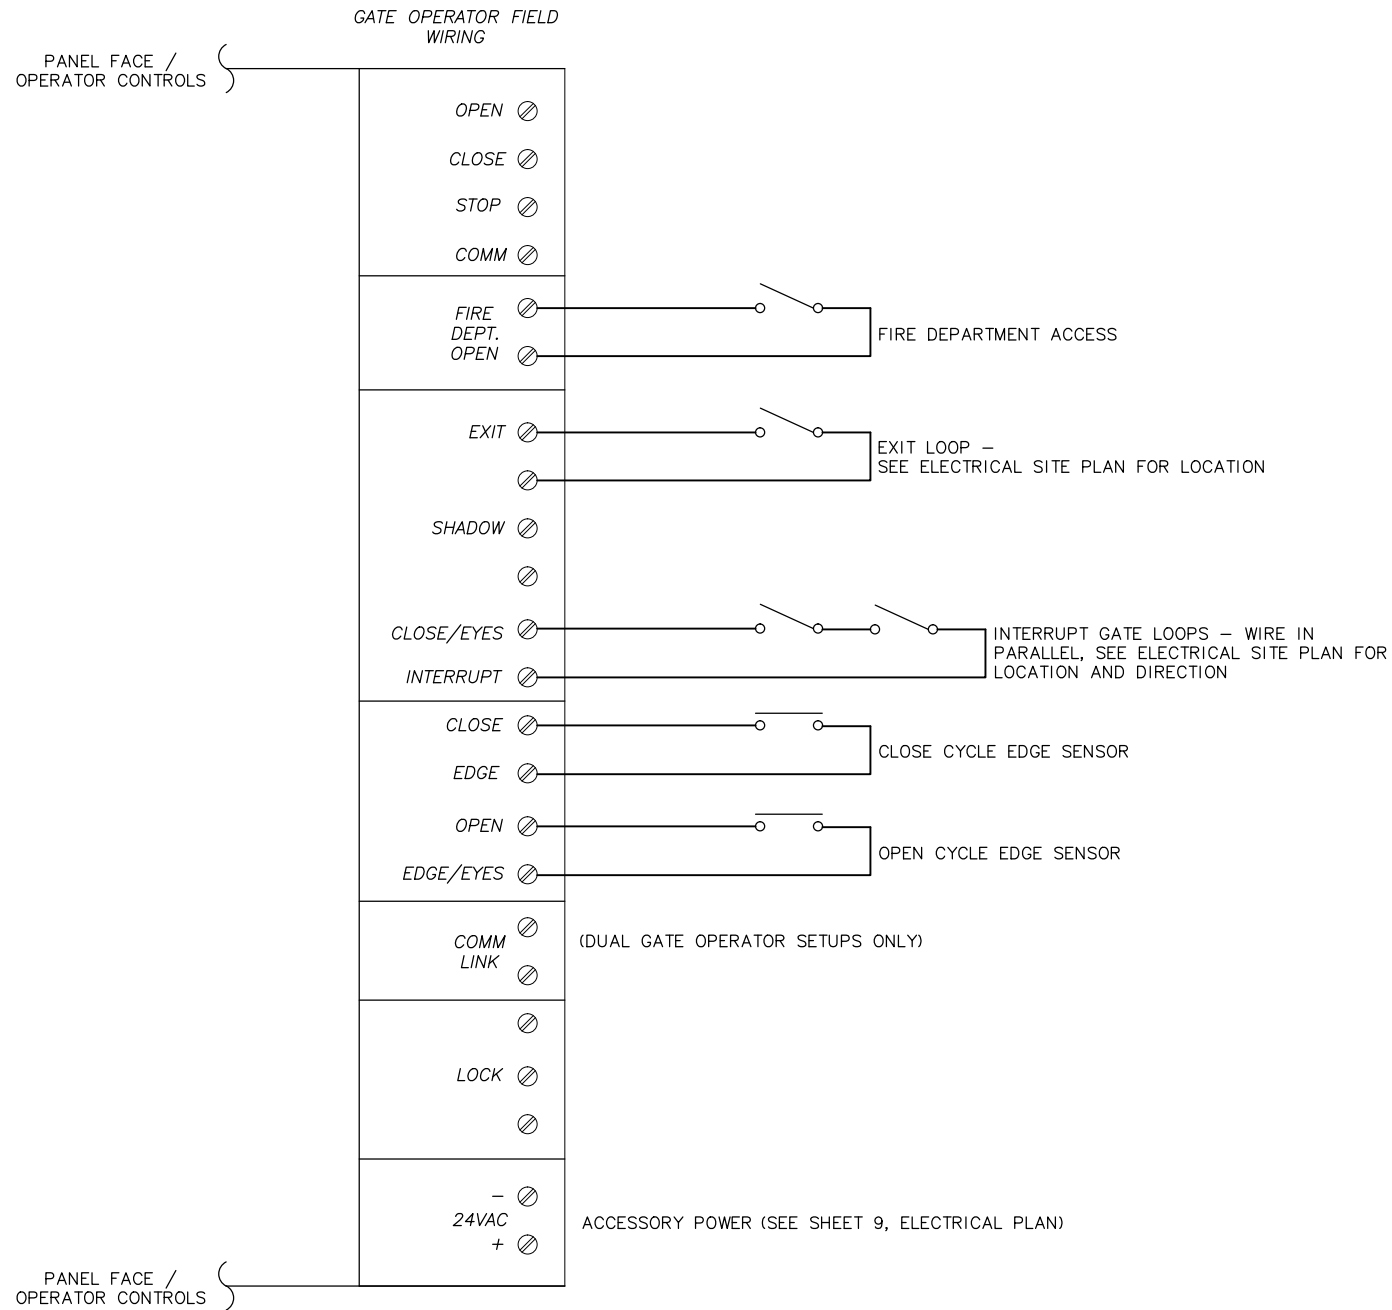 GATE OPERATOR FIELD
WIRING
PANEL FACE /
OPERATOR CONTROLS
OPEN
CLOSE
STOP
COMM
FIRE
DEPT.
OPEN
FIRE DEPARTMENT ACCESS
EXIT
EXIT LOOP –
SEE ELECTRICAL SITE PLAN FOR LOCATION
SHADOW
CLOSE/EYES
INTERRUPT
INTERRUPT GATE LOOPS – WIRE IN
PARALLEL, SEE ELECTRICAL SITE PLAN FOR
LOCATION AND DIRECTION
CLOSE
EDGE
CLOSE CYCLE EDGE SENSOR
OPEN
EDGE/EYES
OPEN CYCLE EDGE SENSOR
COMM
LINK
(DUAL GATE OPERATOR SETUPS ONLY)
LOCK
–
24VAC
+
ACCESSORY POWER (SEE SHEET 9, ELECTRICAL PLAN)
PANEL FACE /
OPERATOR CONTROLS